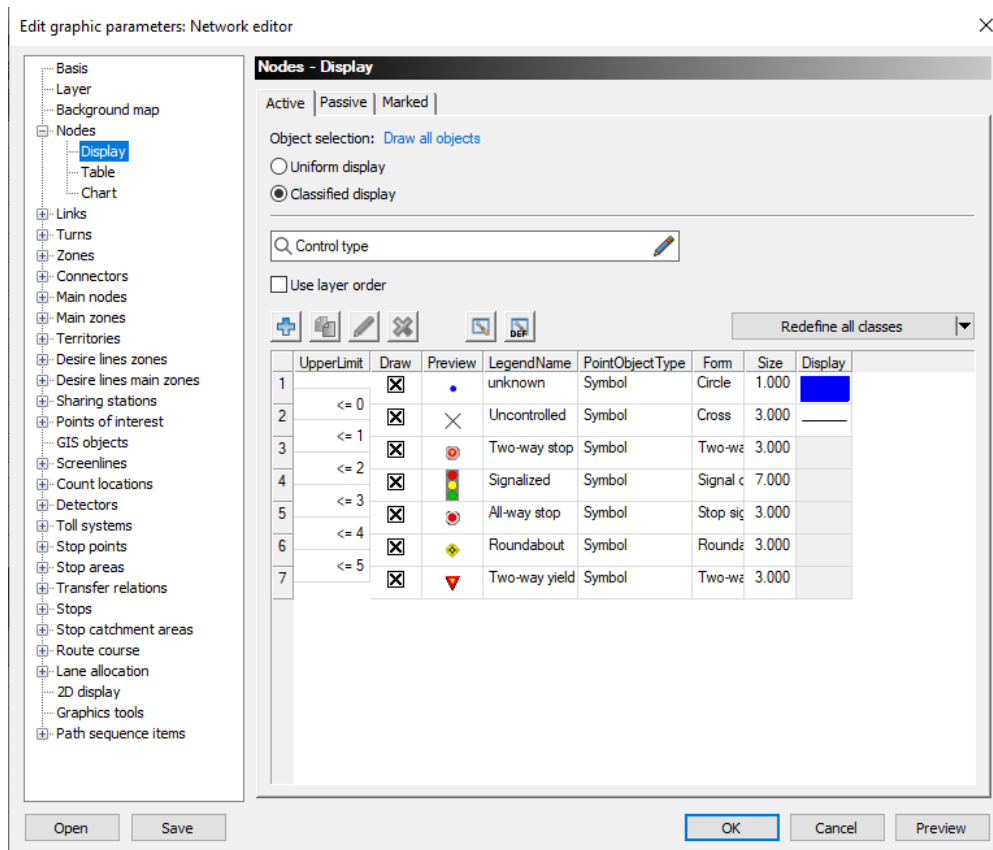 Edit graphic parameters: Network editor
Basis
Layer
Background map
Nodes
Display
Table
Chart
Links
Turns
Zones
Connectors
Main nodes
Main zones
Territories
Desire lines zones
Desire lines main zones
Sharing stations
Points of interest
GIS objects
Screenlines
Count locations
Detectors
Toll systems
Stop points
Stop areas
Transfer relations
Stops
Stop catchment areas
Route course
Lane allocation
2D display
Graphics tools
Path sequence items
Nodes - Display
Active Passive Marked
Object selection: Draw all objects
Uniform display
Classified display
Control type
Use layer order
DEF Redefine all classes
UpperLimit Draw Preview LegendName PointObjectType Form Size Display
1 unknown Symbol Circle 1.000
<= 0
2 Uncontrolled Symbol Cross 3.000
<= 1
3 Two-way stop Symbol Two-wa 3.000
<= 2
4 Signalized Symbol Signal c 7.000
<= 3
5 All-way stop Symbol Stop sig 3.000
<= 4
6 Roundabout Symbol Rounda 3.000
<= 5
7 Two-way yield Symbol Two-wa 3.000
Open Save OK Cancel Preview